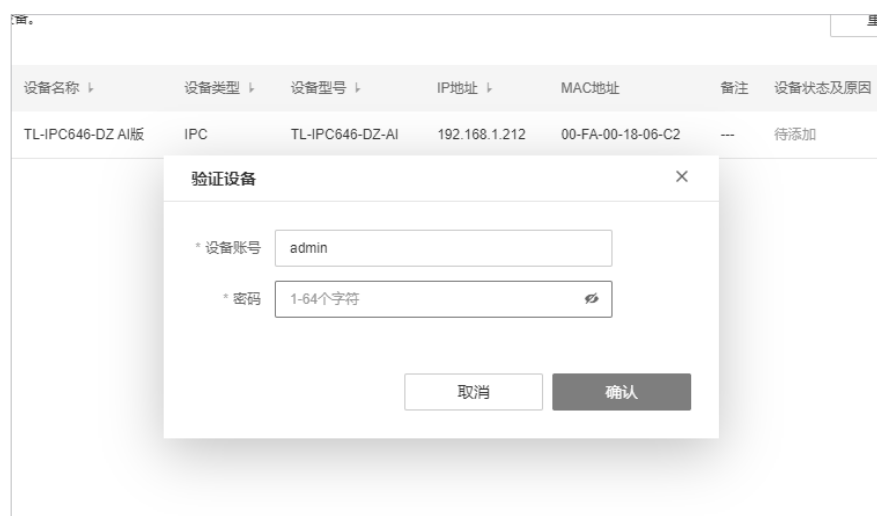 设备名称 设备类型 设备型号 IP地址 MAC地址 备注 设备状态及原因
TL-IPC646-DZ AI版 IPC TL-IPC646-DZ-AI 192.168.1.212 00-FA-00-18-06-C2 --- 待添加
验证设备
* 设备账号 admin
* 密码 1-64个字符
取消 确认